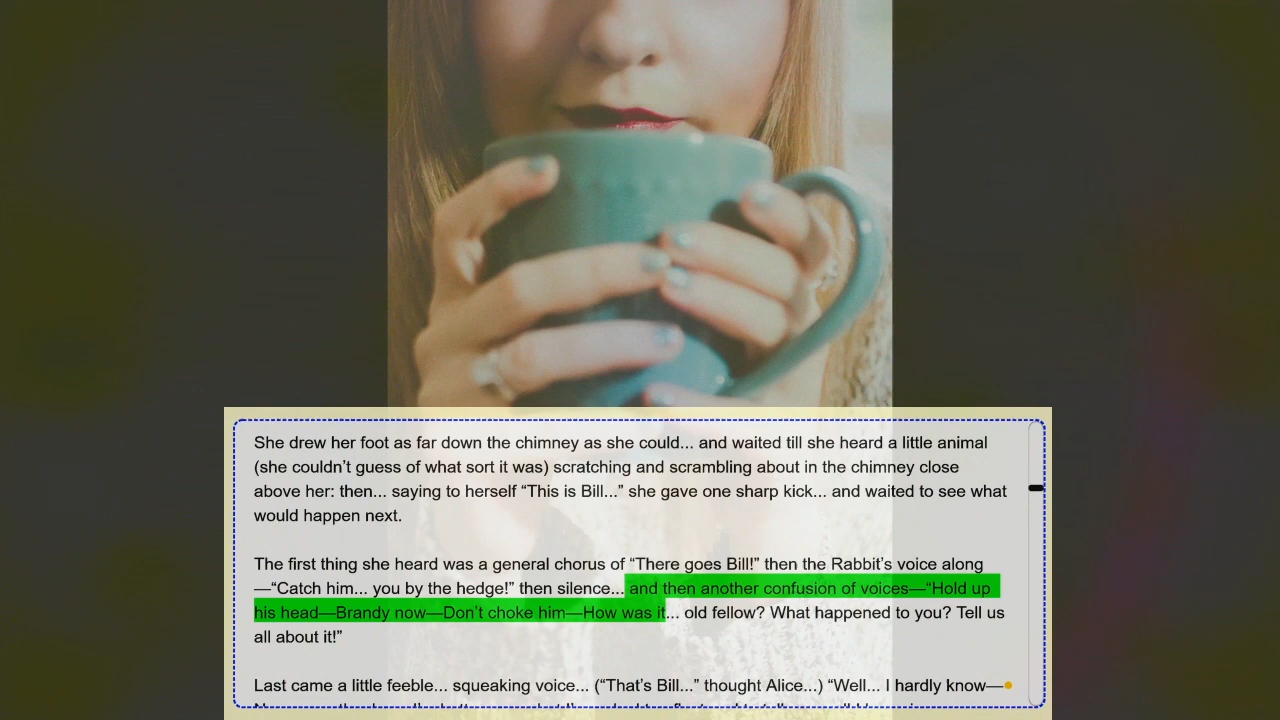 She drew her foot as far down the chimney as she could... and waited till she heard a little animal
(she couldn’t guess of what sort it was) scratching and scrambling about in the chimney close
above her: then... saying to herself “This is Bill...” she gave one sharp kick... and waited to see what
would happen next.
The first thing she heard was a general chorus of “There goes Bill!” then the Rabbit’s voice along
—“Catch him... you by the hedge!” then silence... and then another confusion of voices—“Hold up
his head—Brandy now—Don’t choke him—How was it... old fellow? What happened to you? Tell us
all about it!”
Last came a little feeble... squeaking voice... (“That’s Bill...” thought Alice...) “Well... I hardly know—